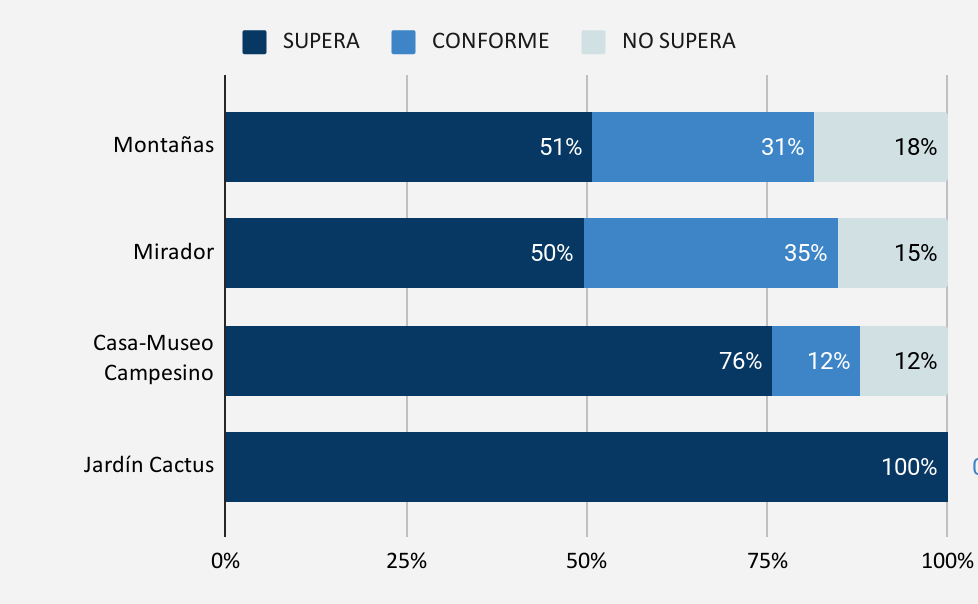 SUPERA CONFORME NO SUPERA
Montañas 51% 31% 18%
Mirador 50% 35% 15%
Casa-Museo
Campesino 76% 12% 12%
Jardín Cactus 100%
0% 25% 50% 75% 100%